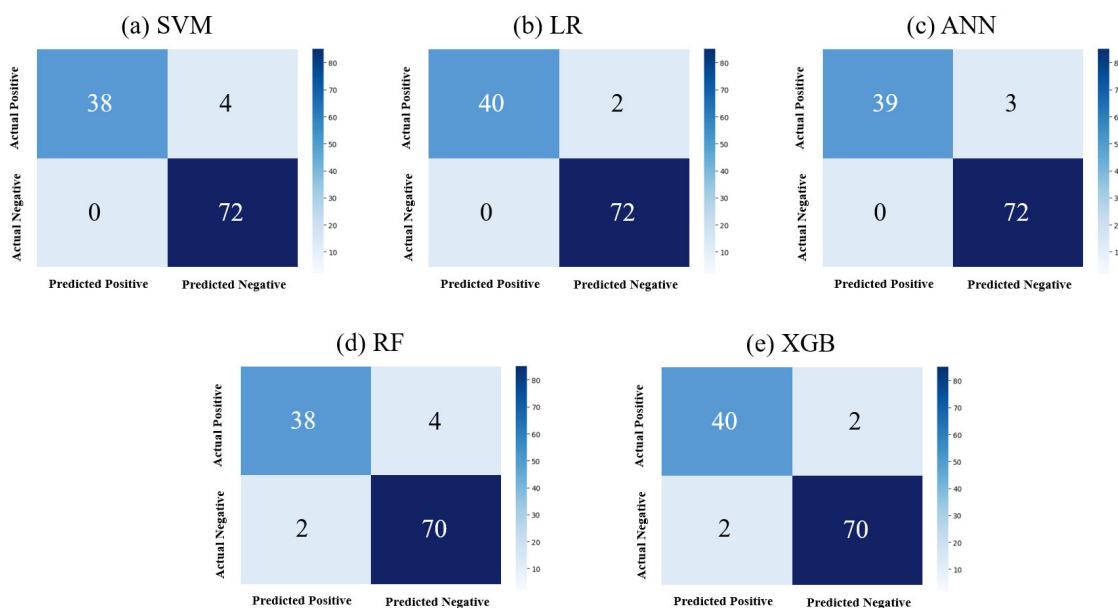 (a) SVM
(b) LR
(c) ANN
Actual Positive
38
4
80
70
60
50
40
30
20
10
Actual Negative
0
72
Predicted Positive
Predicted Negative
Actual Positive
40
2
80
70
60
50
40
30
20
10
Actual Negative
0
72
Predicted Positive
Predicted Negative
Actual Positive
39
3
Actual Negative
0
72
Predicted Positive
Predicted Negative
(d) RF
(e) XGB
Actual Positive
38
4
80
70
60
50
40
30
20
10
Actual Negative
2
70
Predicted Positive
Predicted Negative
Actual Positive
40
2
80
70
60
50
40
30
20
10
Actual Negative
2
70
Predicted Positive
Predicted Negative